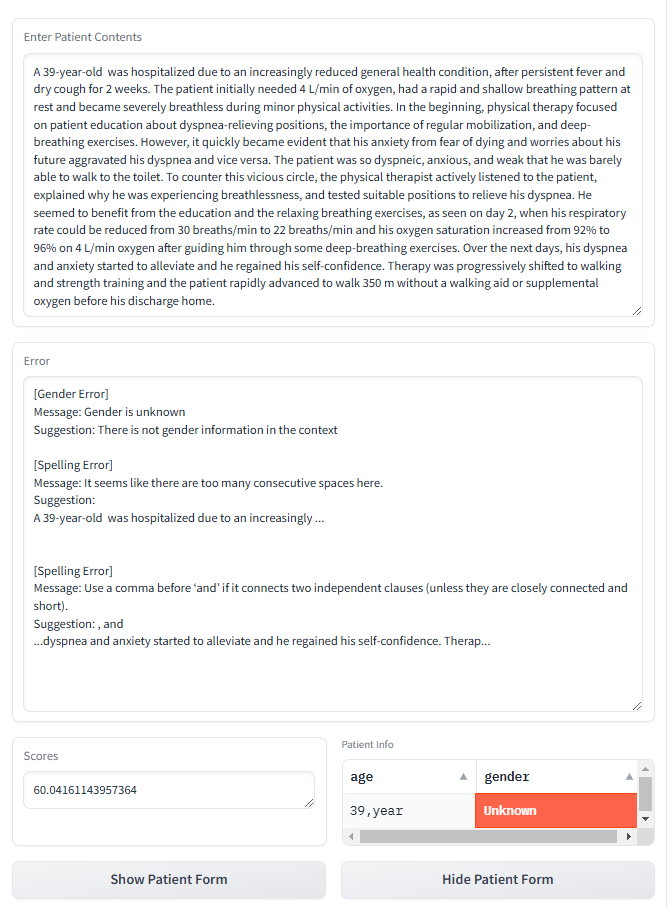 Enter Patient Contents
A 39-year-old  was hospitalized due to an increasingly reduced general health condition, after persistent fever and
dry cough for 2 weeks. The patient initially needed 4 L/min of oxygen, had a rapid and shallow breathing pattern at
rest and became severely breathless during minor physical activities. In the beginning, physical therapy focused
on patient education about dyspnea-relieving positions, the importance of regular mobilization, and deep-
breathing exercises. However, it quickly became evident that his anxiety from fear of dying and worries about his
future aggravated his dyspnea and vice versa. The patient was so dyspneic, anxious, and weak that he was barely
able to walk to the toilet. To counter this vicious circle, the physical therapist actively listened to the patient,
explained why he was experiencing breathlessness, and tested suitable positions to relieve his dyspnea. He
seemed to benefit from the education and the relaxing breathing exercises, as seen on day 2, when his respiratory
rate could be reduced from 30 breaths/min to 22 breaths/min and his oxygen saturation increased from 92% to
96% on 4 L/min oxygen after guiding him through some deep-breathing exercises. Over the next days, his dyspnea
and anxiety started to alleviate and he regained his self-confidence. Therapy was progressively shifted to walking
and strength training and the patient rapidly advanced to walk 350 m without a walking aid or supplemental
oxygen before his discharge home.
Error
[Gender Error]
Message: Gender is unknown
Suggestion: There is not gender information in the context
[Spelling Error]
Message: It seems like there are too many consecutive spaces here.
Suggestion:
A 39-year-old  was hospitalized due to an increasingly ...
[Spelling Error]
Message: Use a comma before ‘and’ if it connects two independent clauses (unless they are closely connected and
short).
Suggestion: , and
...dyspnea and anxiety started to alleviate and he regained his self-confidence. Therap...
Scores
60.04161143957364
Patient Info
age gender
39,year Unknown
Show Patient Form
Hide Patient Form